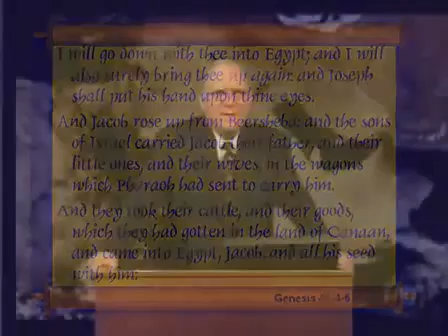 I will go down with thee into Egypt; and I will
also surely bring thee up again: and Joseph
shall put his hand upon thine eyes.
And Jacob rose up from Beersheba: and the sons
of Israel carried Jacob their father, and their
little ones, and their wives, in the wagons
which Pharaoh had sent to carry him.
And they took their cattle, and their goods,
which they had gotten in the land of Canaan,
and came into Egypt, Jacob, and all his seed
with him:
Genesis 4-6